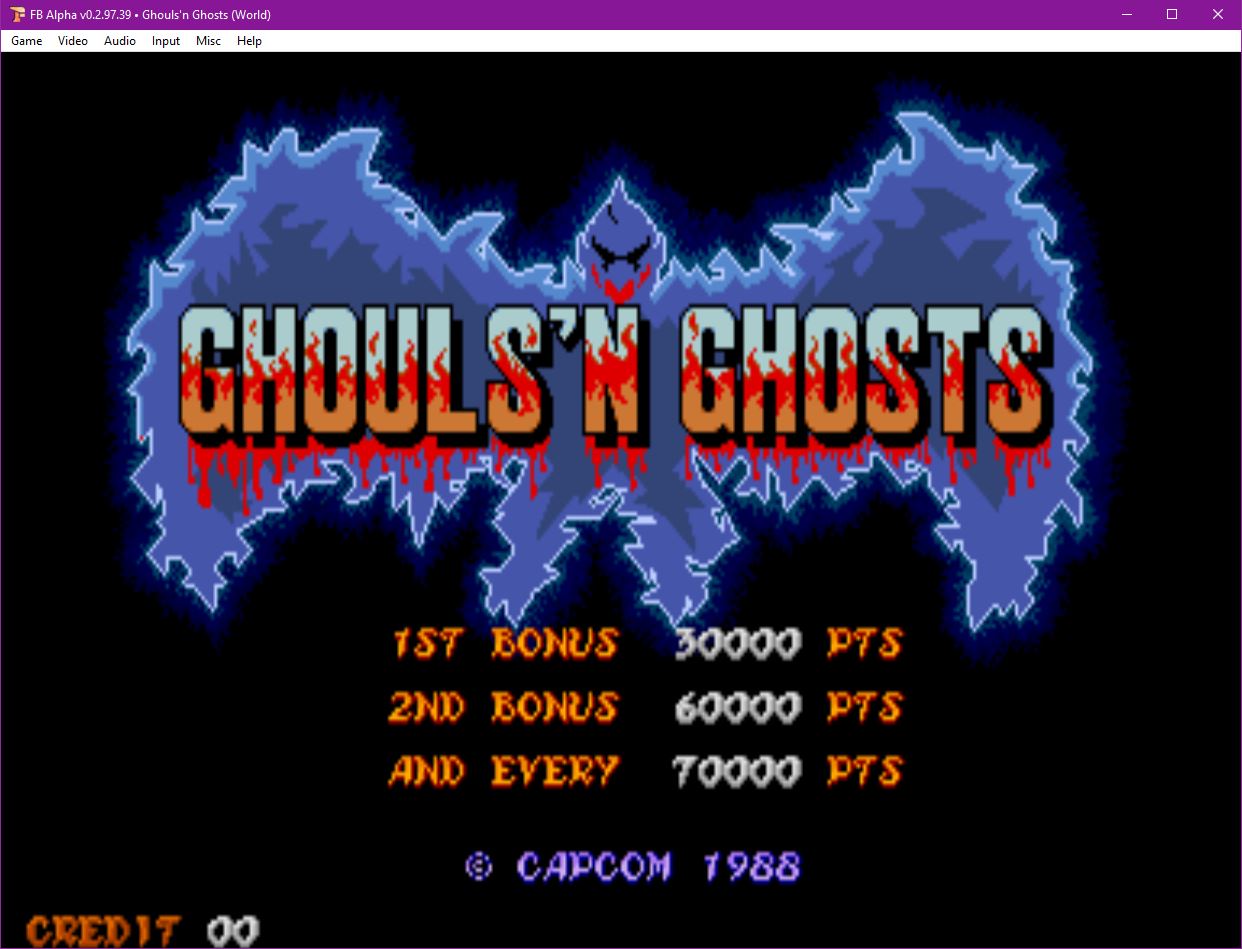 FB Alpha v0.2.97.39 • Ghouls'n Ghosts (World)
Game Video Audio Input Misc Help
GHOULS'N GHOSTS
1ST BONUS 30000 PTS
2ND BONUS 60000 PTS
AND EVERY 70000 PTS
© CAPCOM 1988
CREDIT 00